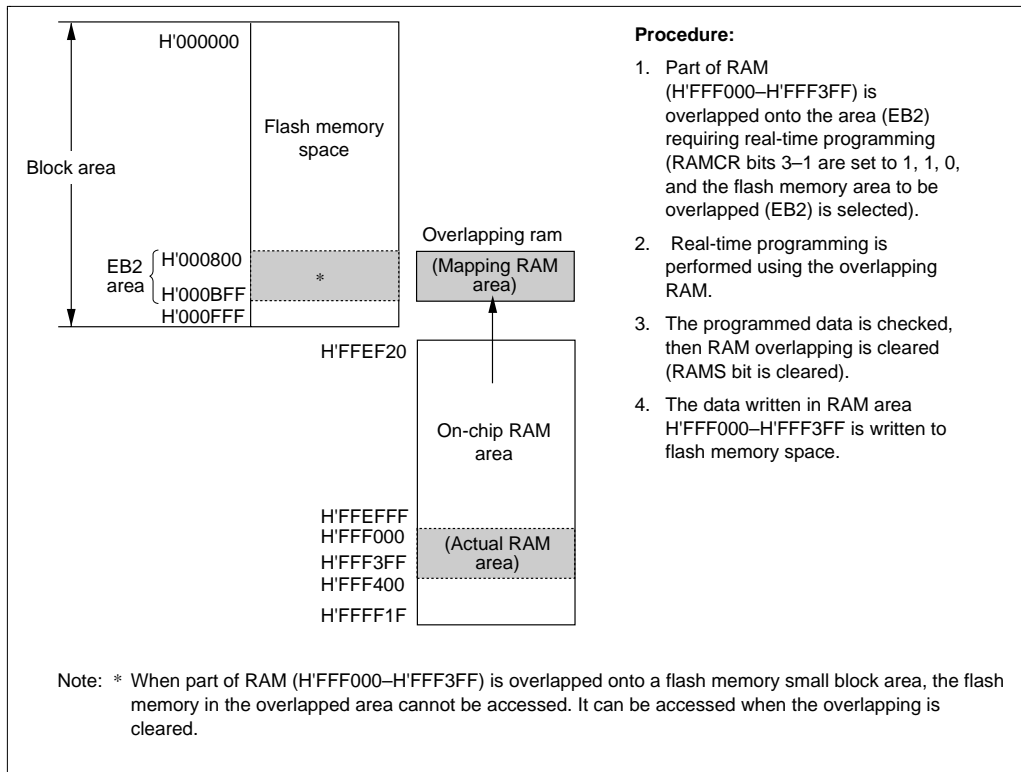 H'000000
Flash memory
space
Block area
EB2
area
H'000800
H'000BFF
H'000FFF
*
Overlapping ram
(Mapping RAM
area)
H'FFEF20
On-chip RAM
area
H'FFEFFF
H'FFF000
H'FFF3FF
H'FFF400
H'FFFF1F
(Actual RAM
area)
Procedure:
1. Part of RAM
(H'FFF000–H'FFF3FF) is
overlapped onto the area (EB2)
requiring real-time programming
(RAMCR bits 3–1 are set to 1, 1, 0,
and the flash memory area to be
overlapped (EB2) is selected).
2. Real-time programming is
performed using the overlapping
RAM.
3. The programmed data is checked,
then RAM overlapping is cleared
(RAMS bit is cleared).
4. The data written in RAM area
H'FFF000–H'FFF3FF is written to
flash memory space.
Note: * When part of RAM (H'FFF000–H'FFF3FF) is overlapped onto a flash memory small block area, the flash
memory in the overlapped area cannot be accessed. It can be accessed when the overlapping is
cleared.